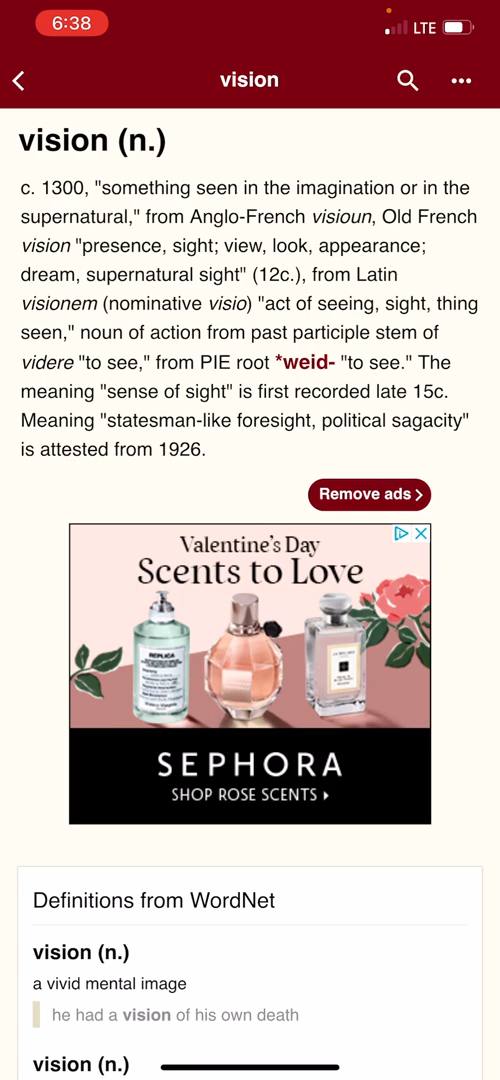 6:38
LTE
vision
vision (n.)
c. 1300, "something seen in the imagination or in the
supernatural," from Anglo-French visioun, Old French
vision "presence, sight; view, look, appearance;
dream, supernatural sight" (12c.), from Latin
visionem (nominative visio) "act of seeing, sight, thing
seen," noun of action from past participle stem of
videre "to see," from PIE root *weid- "to see." The
meaning "sense of sight" is first recorded late 15c.
Meaning "statesman-like foresight, political sagacity"
is attested from 1926.
Remove ads
Valentine's Day
Scents to Love
REPLICA
SEPHORA
SHOP ROSE SCENTS
Definitions from WordNet
vision (n.)
a vivid mental image
he had a vision of his own death
vision (n.)